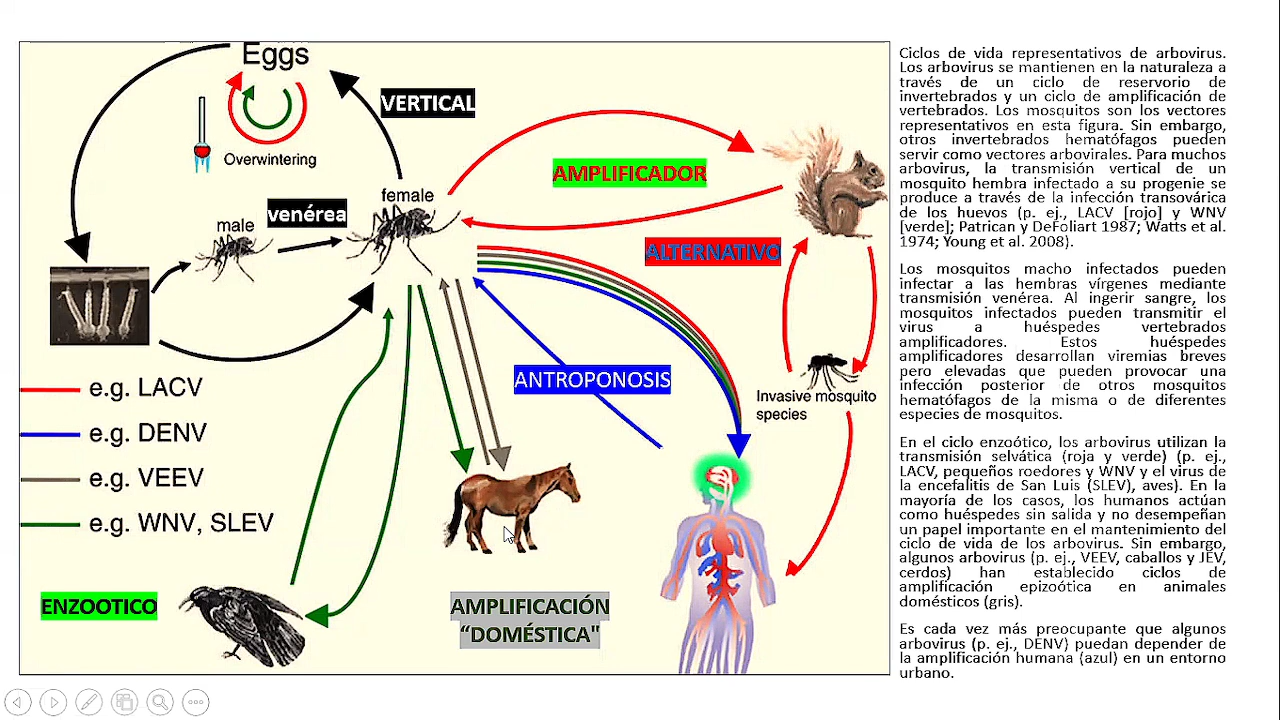 Eggs
VERTICAL
Overwintering
AMPLIFICADOR
female
venérea
male
ALTERNATIVO
ANTROPONOSIS
Invasive mosquito
species
e.g. LACV
e.g. DENV
e.g. VEEV
e.g. WNV, SLEV
ENZOOTICO
AMPLIFICACIÓN
“DOMÉSTICA"
Ciclos de vida representativos de arbovirus.
Los arbovirus se mantienen en la naturaleza a
través de un ciclo de reservorio de
invertebrados y un ciclo de amplificación de
vertebrados. Los mosquitos son los vectores
representativos en esta figura. Sin embargo,
otros invertebrados hematófagos pueden
servir como vectores arbovirales. Para muchos
arbovirus, la transmisión vertical de un
mosquito hembra infectado a su progenie se
produce a través de la infección transovárica
de los huevos (p. ej., LACV [rojo] y WNV
[verde]; Patrican y DeFoliart 1987; Watts et al.
1974; Young et al. 2008).
Los mosquitos macho infectados pueden
infectar a las hembras vírgenes mediante
transmisión venérea. Al ingerir sangre, los
mosquitos infectados pueden transmitir el
virus a huéspedes vertebrados
amplificadores. Estos huéspedes
amplificadores desarrollan viremias breves
pero elevadas que pueden provocar una
infección posterior de otros mosquitos
hematófagos de la misma o de diferentes
especies de mosquitos.
En el ciclo enzoótico, los arbovirus utilizan la
transmisión selvática (roja y verde) (p. ej.,
LACV, pequeños roedores y WNV y el virus de
la encefalitis de San Luis (SLEV), aves). En la
mayoría de los casos, los humanos actúan
como huéspedes sin salida y no desempeñan
un papel importante en el mantenimiento del
ciclo de vida de los arbovirus. Sin embargo,
algunos arbovirus (p. ej., VEEV, caballos y JEV,
cerdos) han establecido ciclos de
amplificación epizoótica en animales
domésticos (gris).
Es cada vez más preocupante que algunos
arbovirus (p. ej., DENV) puedan depender de
la amplificación humana (azul) en un entorno
urbano.